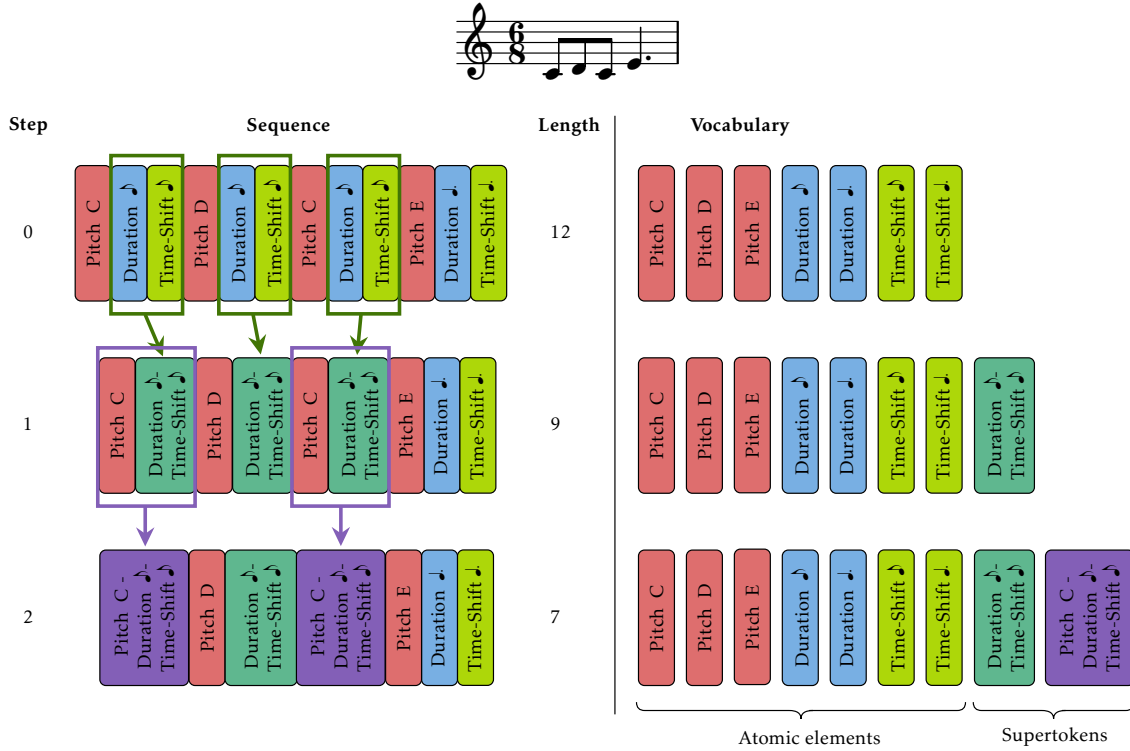 6
8
Step Sequence Length Vocabulary
0
Pitch C
Duration ♪
Time-Shift ♪
Pitch D
Duration ♪
Time-Shift ♪
Pitch C
Duration ♪
Time-Shift ♪
Pitch E
Duration ♩.
Time-Shift ♩.
12
Pitch C
Pitch D
Pitch E
Duration ♪
Duration ♩.
Time-Shift ♪
Time-Shift ♩.
1
Pitch C
Duration ♪-
Time-Shift ♪
Pitch D
Duration ♪-
Time-Shift ♪
Pitch C
Duration ♪-
Time-Shift ♪
Pitch E
Duration ♩.
Time-Shift ♩.
9
Pitch C
Pitch D
Pitch E
Duration ♪
Duration ♩.
Time-Shift ♪
Time-Shift ♩.
Duration ♪-
Time-Shift ♪
2
Pitch C -
Duration ♪-
Time-Shift ♪
Pitch D
Duration ♪-
Time-Shift ♪
Pitch C -
Duration ♪-
Time-Shift ♪
Pitch E
Duration ♩.
Time-Shift ♩.
7
Pitch C
Pitch D
Pitch E
Duration ♪
Duration ♩.
Time-Shift ♪
Time-Shift ♩.
Duration ♪-
Time-Shift ♪
Pitch C -
Duration ♪-
Time-Shift ♪
Atomic elements Supertokens